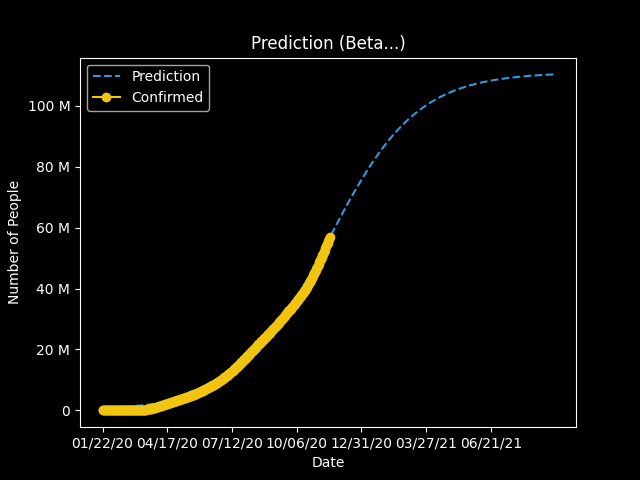 Prediction (Beta...)
Prediction
Confirmed
100 M
80 M
60 M
40 M
20 M
0
Number of People
01/22/20 04/17/20 07/12/20 10/06/20 12/31/20 03/27/21 06/21/21
Date